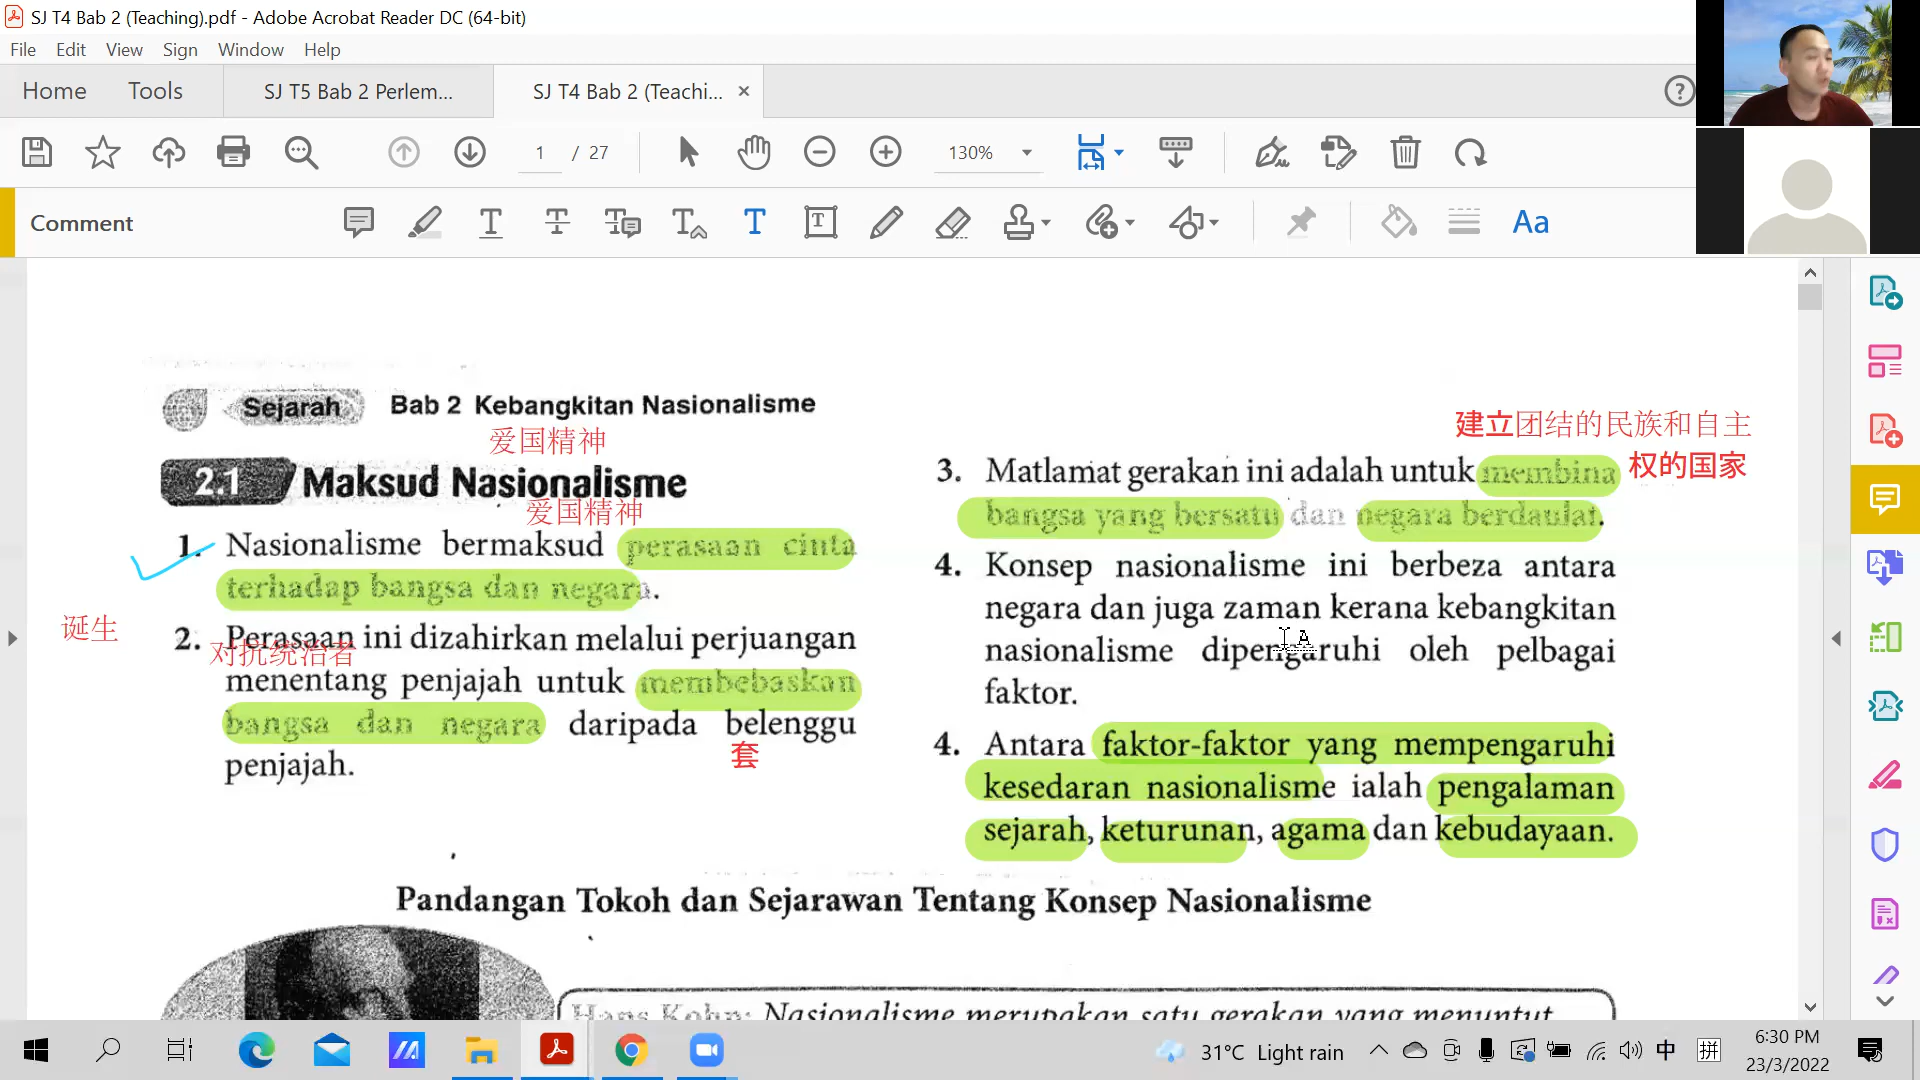 SJ T4 Bab 2 (Teaching).pdf - Adobe Acrobat Reader DC (64-bit)
File Edit View Sign Window Help
Home Tools SJ T5 Bab 2 Perlem... SJ T4 Bab 2 (Teachi... ×
1 / 27 130%
Comment
Aa
Sejarah Bab 2 Kebangkitan Nasionalisme
爱国精神
2.1 Maksud Nasionalisme
爱国精神
1. Nasionalisme bermaksud perasaan cinta
terhadap bangsa dan negara.
诞生
2. Perasaan ini dizahirkan melalui perjuangan
对抗统治者
menentang penjajah untuk membebaskan
bangsa dan negara daripada belenggu
套
penjajah.
建立团结的民族和自主
权的国家
3. Matlamat gerakan ini adalah untuk membina
bangsa yang bersatu dan negara berdaulat.
4. Konsep nasionalisme ini berbeza antara
negara dan juga zaman kerana kebangkitan
nasionalisme dipengaruhi oleh pelbagai
faktor.
4. Antara faktor-faktor yang mempengaruhi
kesedaran nasionalisme ialah pengalaman
sejarah, keturunan, agama dan kebudayaan.
Pandangan Tokoh dan Sejarawan Tentang Konsep Nasionalisme
Hans Kohn: Nasionalisme merupakan satu gerakan yang menuntut
31°C Light rain 中 拼 6:30 PM
23/3/2022